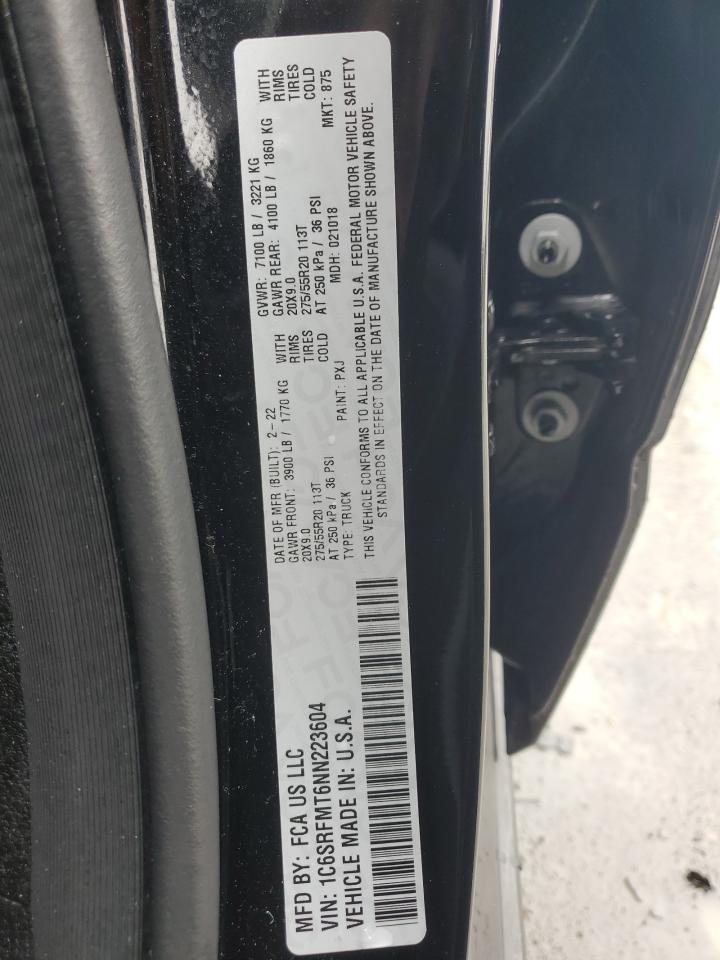 MFD BY: FCA US LLC
VIN: 1C6SRFMT6NN223604
VEHICLE MADE IN: U.S.A.
DATE OF MFR (BUILT): 2-22
GAWR FRONT: 3900 LB / 1770 KG WITH
20X9.0 RIMS
275/55R20 113T TIRES
AT 250 kPa / 36 PSI COLD
TYPE: TRUCK PAINT: PXJ
GVWR: 7100 LB / 3221 KG
GAWR REAR: 4100 LB / 1860 KG WITH
20X9.0 RIMS
275/55R20 113T TIRES
AT 250 kPa / 36 PSI COLD
MDH: 021018 MKT: 875
THIS VEHICLE CONFORMS TO ALL APPLICABLE U.S.A. FEDERAL MOTOR VEHICLE SAFETY
STANDARDS IN EFFECT ON THE DATE OF MANUFACTURE SHOWN ABOVE.